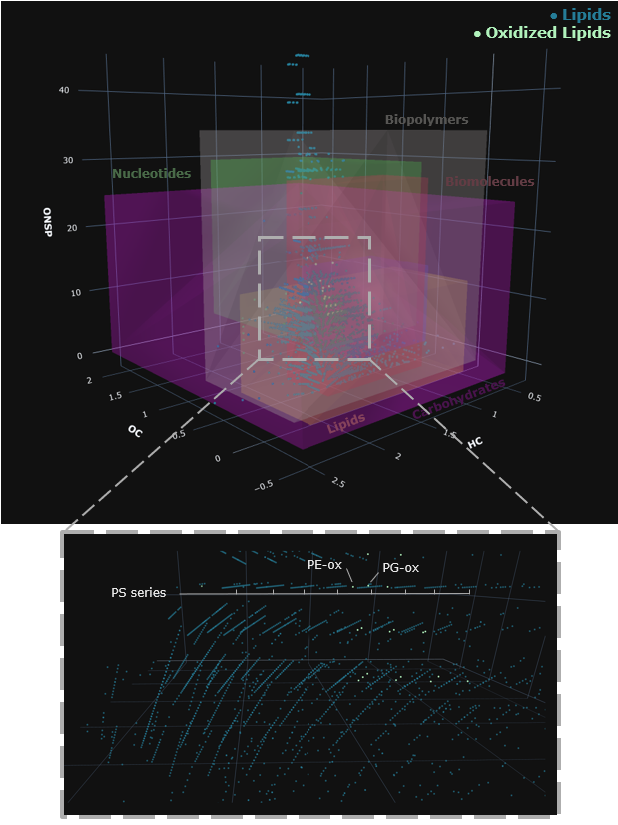 • Lipids
• Oxidized Lipids
Biopolymers
Nucleotides
Biomolecules
ONSP
40
30
20
10
0
2
1.5
1
0.5
0
−0.5
OC
2.5
2
1.5
1
0.5
HC
Carbohydrates
Lipids
PE-ox
PG-ox
PS series